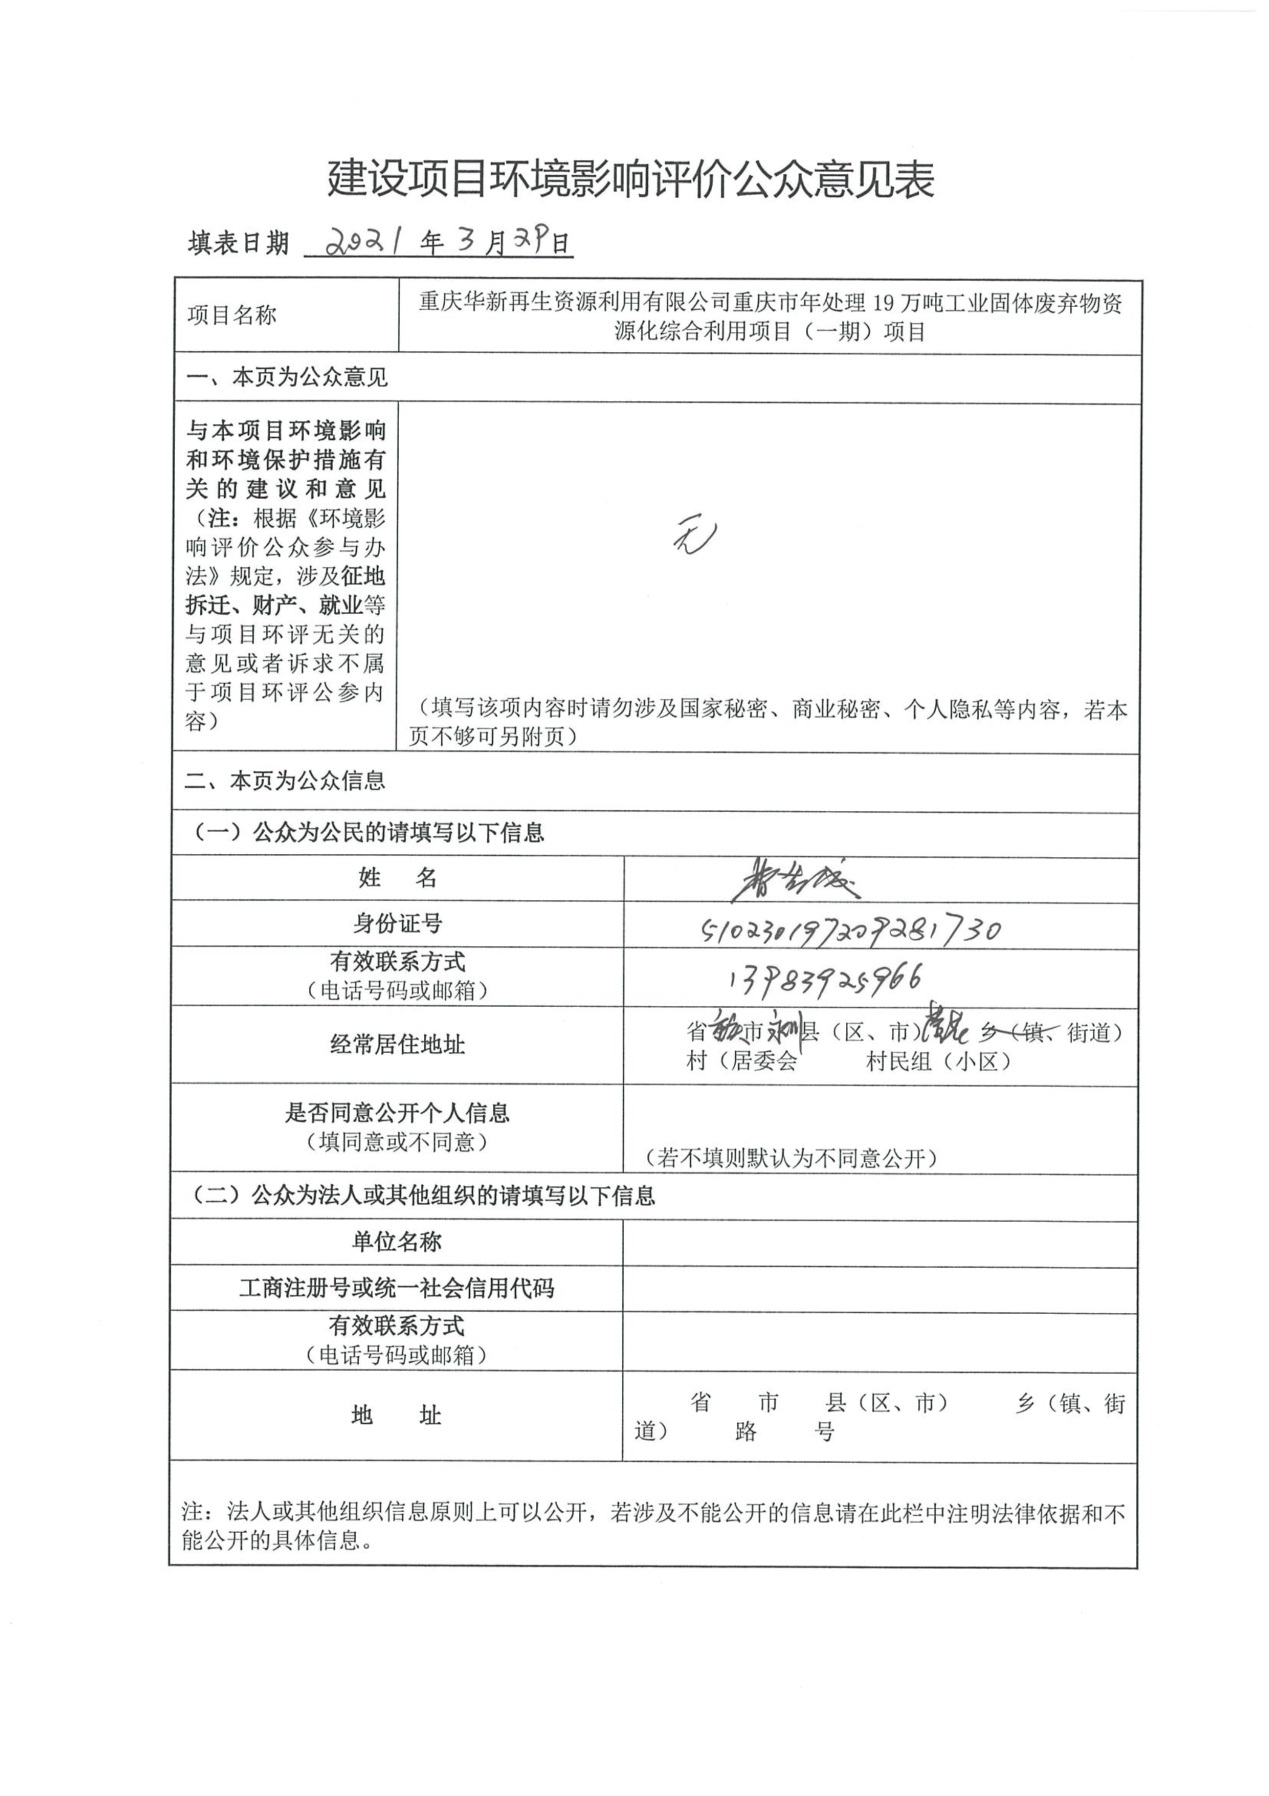 建设项目环境影响评价公众意见表
填表日期 2021 年 3 月 29 日
项目名称
重庆华新再生资源利用有限公司重庆市年处理 19 万吨工业固体废弃物资
源化综合利用项目（一期）项目
一、本页为公众意见
与本项目环境影响
和环境保护措施有
关的建议和意见
（注：根据《环境影
响评价公众参与办
法》规定，涉及征地
拆迁、财产、就业等
与项目环评无关的
意见或者诉求不属
于项目环评公参内
容）
无
（填写该项内容时请勿涉及国家秘密、商业秘密、个人隐私等内容，若本
页不够可另附页）
二、本页为公众信息
（一）公众为公民的请填写以下信息
姓 名
身份证号
510230197209281730
有效联系方式
（电话号码或邮箱）
13983925966
经常居住地址
省重庆市永川县（区、市） 乡（镇、街道）
村（居委会 村民组（小区）
是否同意公开个人信息
（填同意或不同意）
（若不填则默认为不同意公开）
（二）公众为法人或其他组织的请填写以下信息
单位名称
工商注册号或统一社会信用代码
有效联系方式
（电话号码或邮箱）
地 址
省 市 县（区、市） 乡（镇、街
道） 路 号
注：法人或其他组织信息原则上可以公开，若涉及不能公开的信息请在此栏中注明法律依据和不
能公开的具体信息。